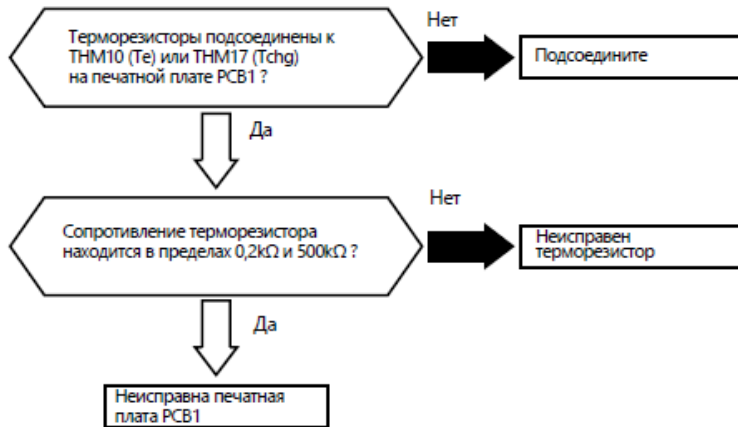 Терморезисторы подсоединены к
THM10 (Te) или THM17 (Tchg)
на печатной плате PCB1 ?
Нет
Подсоедините
Да
Сопротивление терморезистора
находится в пределах 0,2kΩ и 500kΩ ?
Нет
Неисправен
терморезистор
Да
Неисправна печатная
плата PCB1